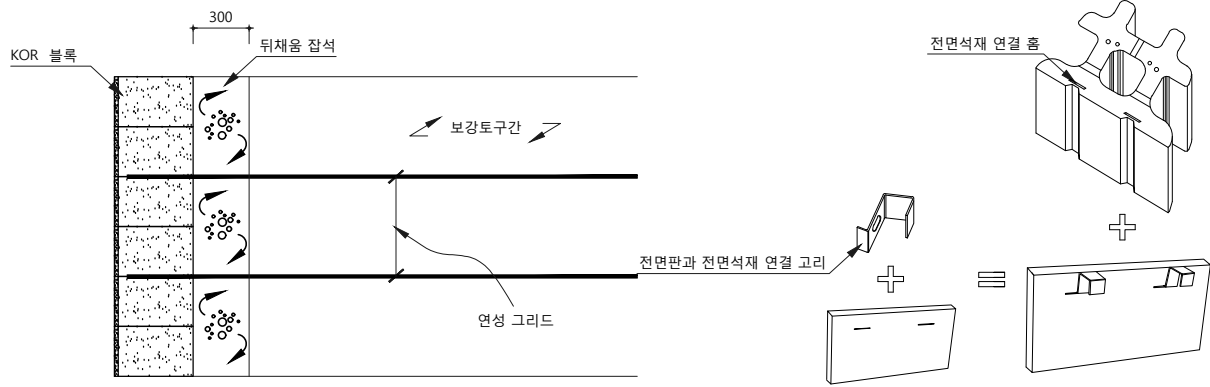 300
KOR 블록
뒤채움 잡석
보강토구간
연성 그리드
전면석재 연결 홈
전면판과 전면석재 연결 고리